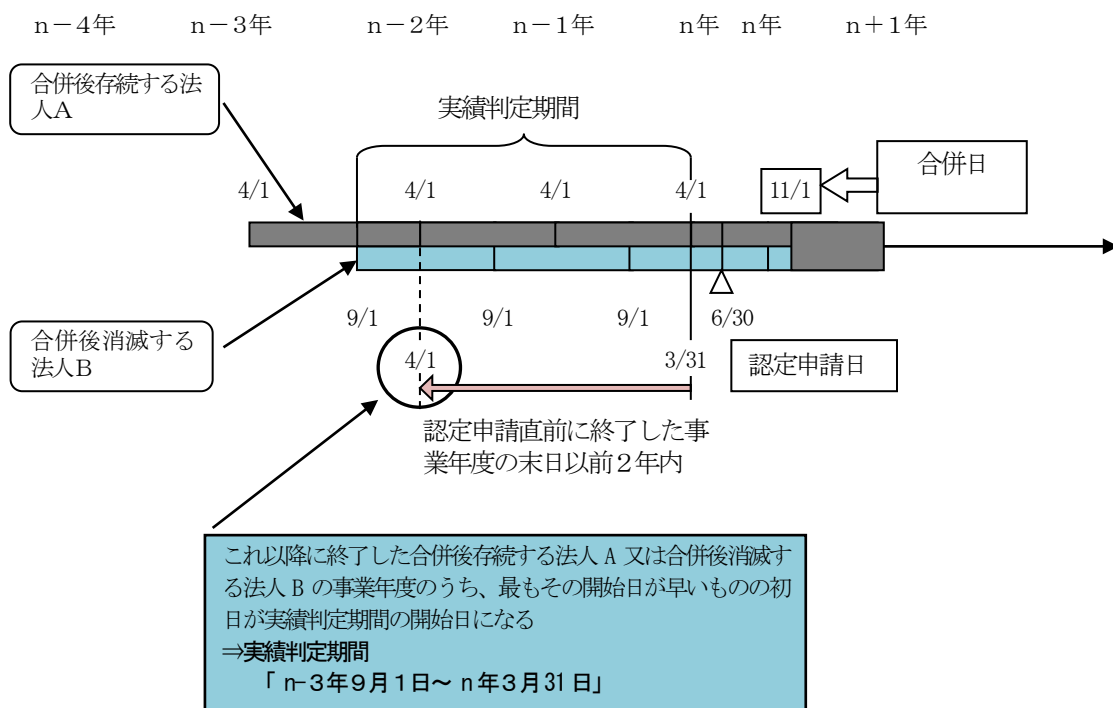 ｎ－４年 ｎ－３年 ｎ－２年 ｎ－１年 ｎ年 ｎ年 ｎ＋１年
合併後存続する法
人Ａ
実績判定期間
合併日
4/1 4/1 4/1 4/1 11/1
9/1 9/1 9/1 6/30
合併後消滅する
法人Ｂ
4/1 3/31 認定申請日
認定申請直前に終了した事
業年度の末日以前２年内
これ以降に終了した合併後存続する法人 A 又は合併後消滅す
る法人 B の事業年度のうち、最もその開始日が早いものの初
日が実績判定期間の開始日になる
⇒実績判定期間
「 n-３年９月１日～ n 年３月31 日」